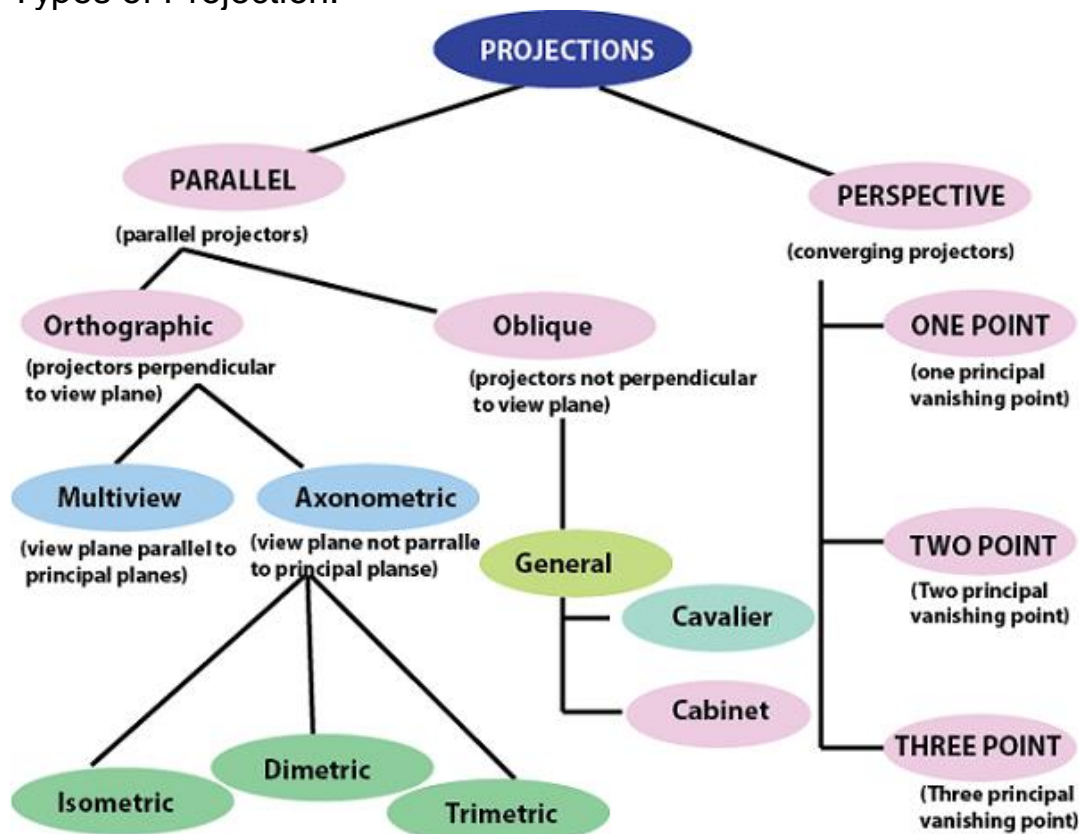 Types of Projection:
PROJECTIONS
PARALLEL
(parallel projectors)
PERSPECTIVE
(converging projectors)
Orthographic
(projectors perpendicular
to view plane)
Oblique
(projectors not perpendicular
to view plane)
ONE POINT
(one principal
vanishing point)
Multiview
(view plane parallel to
principal planes)
Axonometric
(view plane not parralle
to principal planse)
General
Cavalier
Cabinet
TWO POINT
(Two principal
vanishing point)
Isometric
Dimetric
Trimetric
THREE POINT
(Three principal
vanishing point)